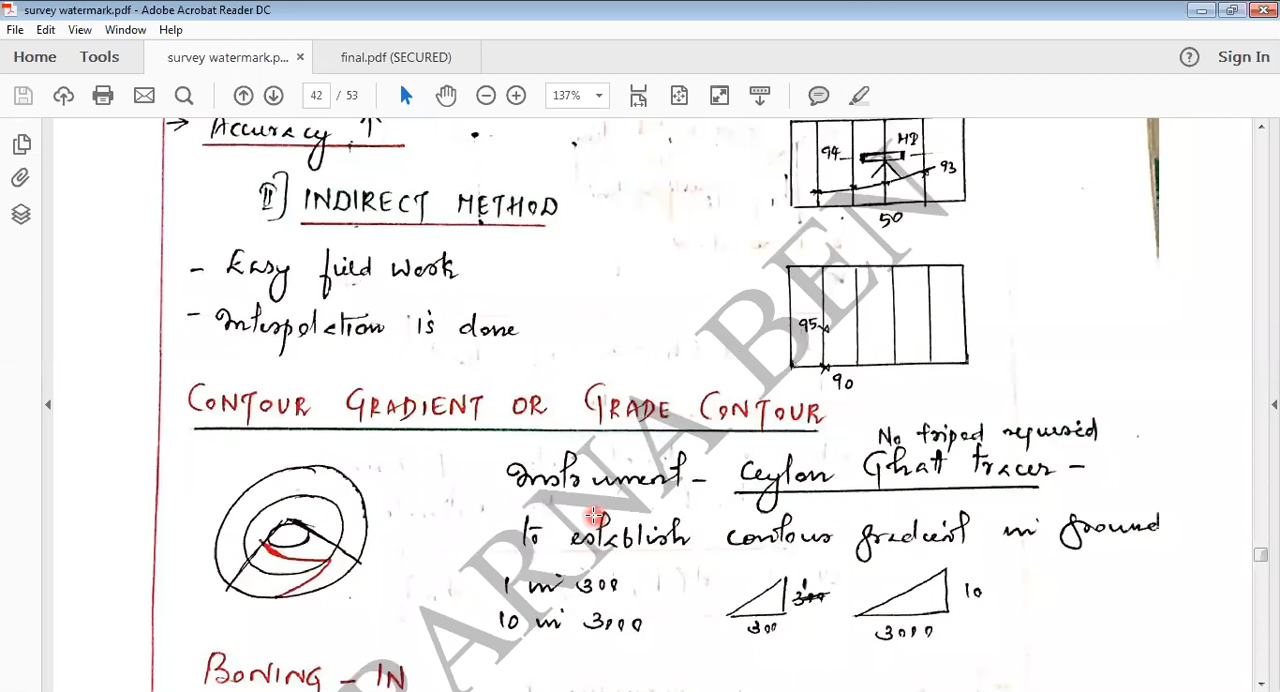 survey watermark.pdf - Adobe Acrobat Reader DC
File Edit View Window Help
Home Tools survey watermark.p... × final.pdf (SECURED) Sign In
42 / 53 137%
→ Accuracy ↑
II] INDIRECT METHOD
- Easy field work
- Interpolation is done
94 93
50
95
90
CONTOUR GRADIENT OR GRADE CONTOUR
No tripod required
Instrument - Ceylon Ghat tracer -
to establish contour gradient in ground
1 in 300
10 in 3000
1
300
10
3000
BONING - IN
PARNA BEN